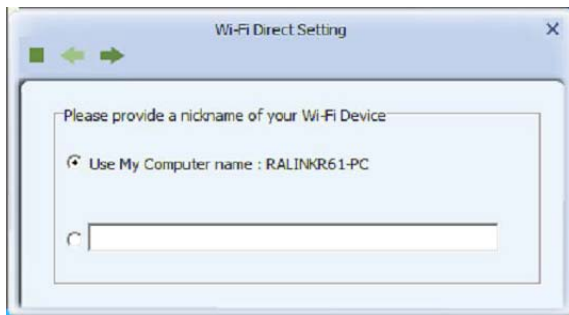 Wi-Fi Direct Setting
Please provide a nickname of your Wi-Fi Device
Use My Computer name : RALINKR61-PC